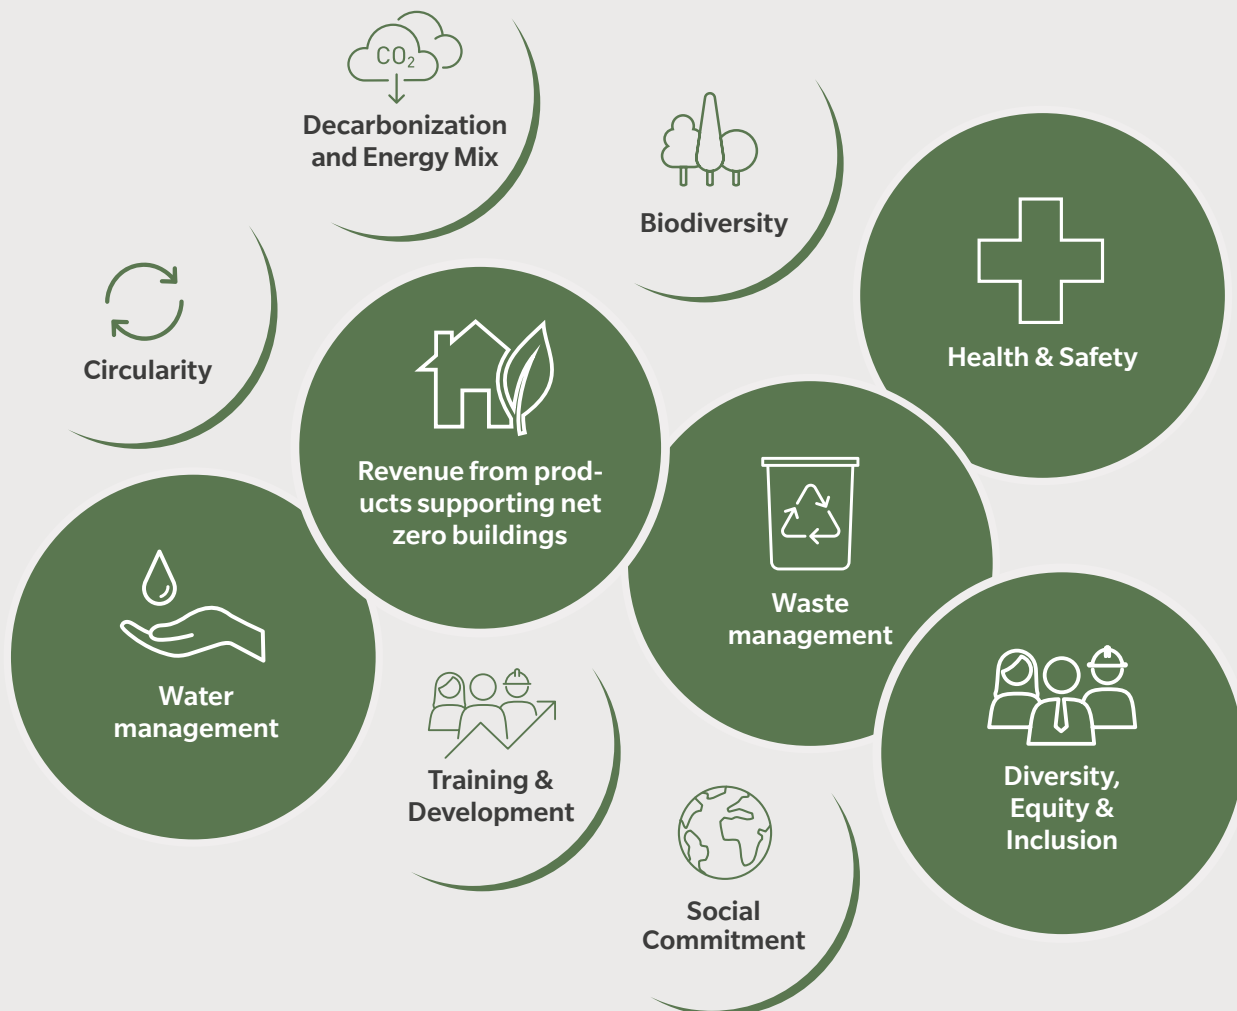 CO₂
Decarbonization
and Energy Mix
Biodiversity
Health & Safety
Circularity
Revenue from prod-
ucts supporting net
zero buildings
Waste
management
Water
management
Training &
Development
Diversity,
Equity &
Inclusion
Social
Commitment